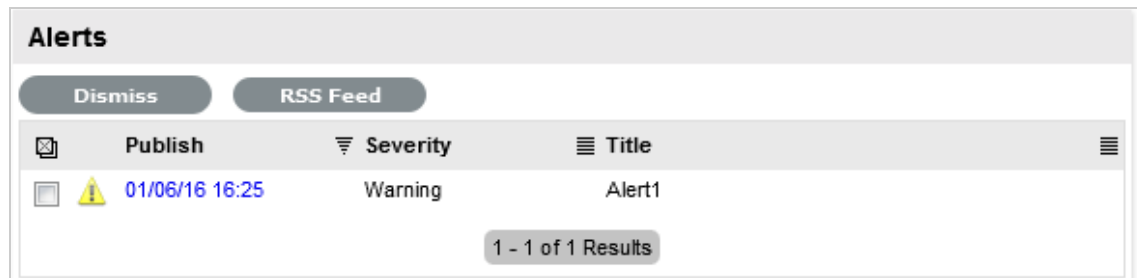 Alerts
Dismiss RSS Feed
Publish Severity Title
01/06/16 16:25 Warning Alert1
1 - 1 of 1 Results